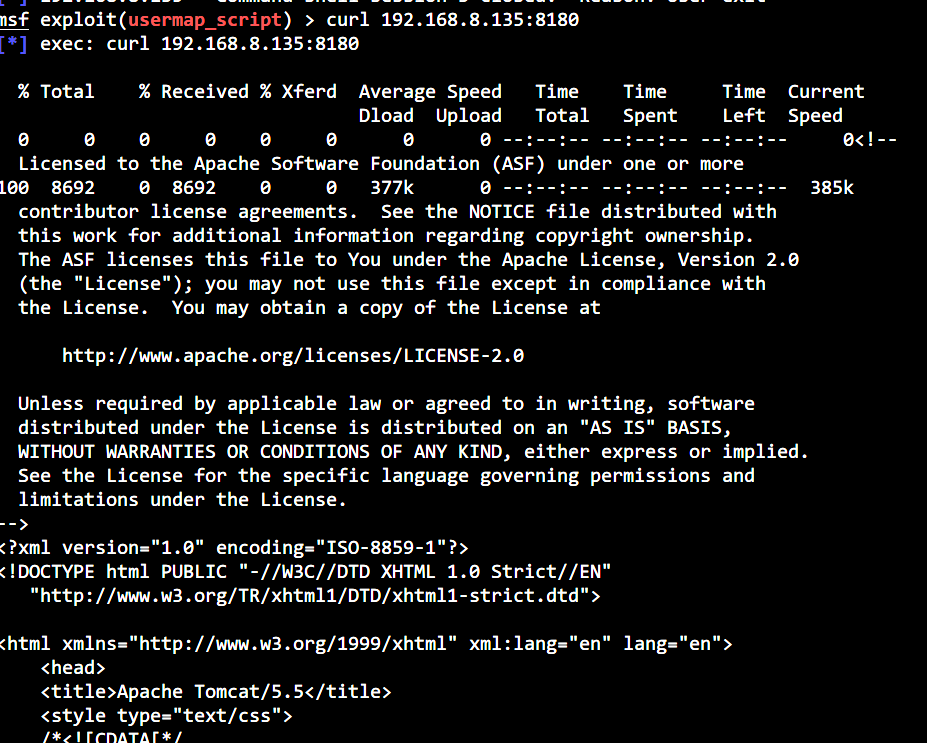 msf exploit(usermap_script) > curl 192.168.8.135:8180
[*] exec: curl 192.168.8.135:8180
% Total % Received % Xferd Average Speed Time Time Time Current
Dload Upload Total Spent Left Speed
0 0 0 0 0 0 0 0 --:--:-- --:--:-- --:--:-- 0<!--
Licensed to the Apache Software Foundation (ASF) under one or more
100 8692 0 8692 0 0 377k 0 --:--:-- --:--:-- --:--:-- 385k
contributor license agreements. See the NOTICE file distributed with
this work for additional information regarding copyright ownership.
The ASF licenses this file to You under the Apache License, Version 2.0
(the "License"); you may not use this file except in compliance with
the License. You may obtain a copy of the License at
http://www.apache.org/licenses/LICENSE-2.0
Unless required by applicable law or agreed to in writing, software
distributed under the License is distributed on an "AS IS" BASIS,
WITHOUT WARRANTIES OR CONDITIONS OF ANY KIND, either express or implied.
See the License for the specific language governing permissions and
limitations under the License.
-->
<?xml version="1.0" encoding="ISO-8859-1"?>
<!DOCTYPE html PUBLIC "-//W3C//DTD XHTML 1.0 Strict//EN"
"http://www.w3.org/TR/xhtml1/DTD/xhtml1-strict.dtd">
<html xmlns="http://www.w3.org/1999/xhtml" xml:lang="en" lang="en">
<head>
<title>Apache Tomcat/5.5</title>
<style type="text/css">
/*<![CDATA[*/